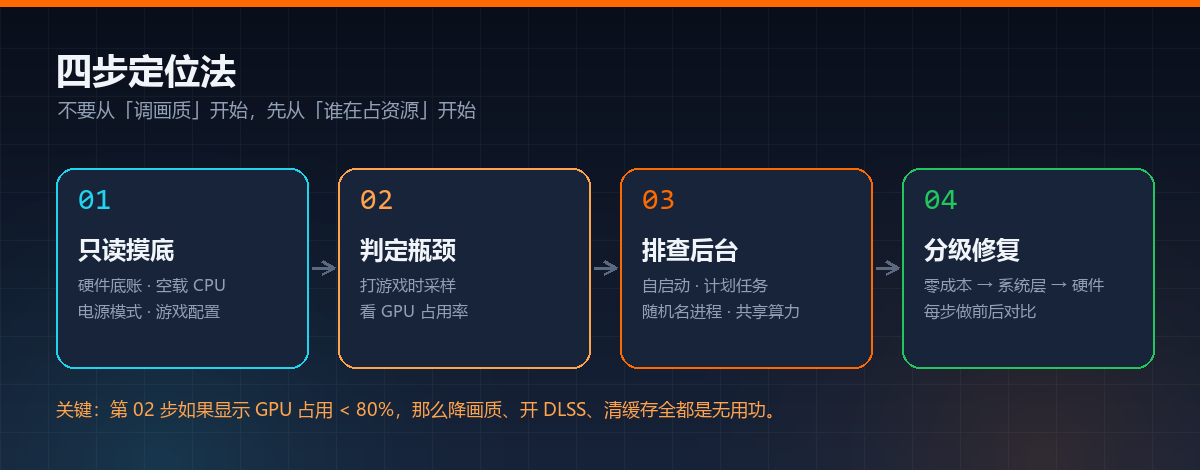 四步定位法
不要从「调画质」开始，先从「谁在占资源」开始
01
只读摸底
硬件底账 · 空载 CPU
电源模式 · 游戏配置
02
判定瓶颈
打游戏时采样
看 GPU 占用率
03
排查后台
自启动 · 计划任务
随机名进程 · 共享算力
04
分级修复
零成本 → 系统层 → 硬件
每步做前后对比
关键：第 02 步如果显示 GPU 占用 < 80%，那么降画质、开 DLSS、清缓存全都是无用功。